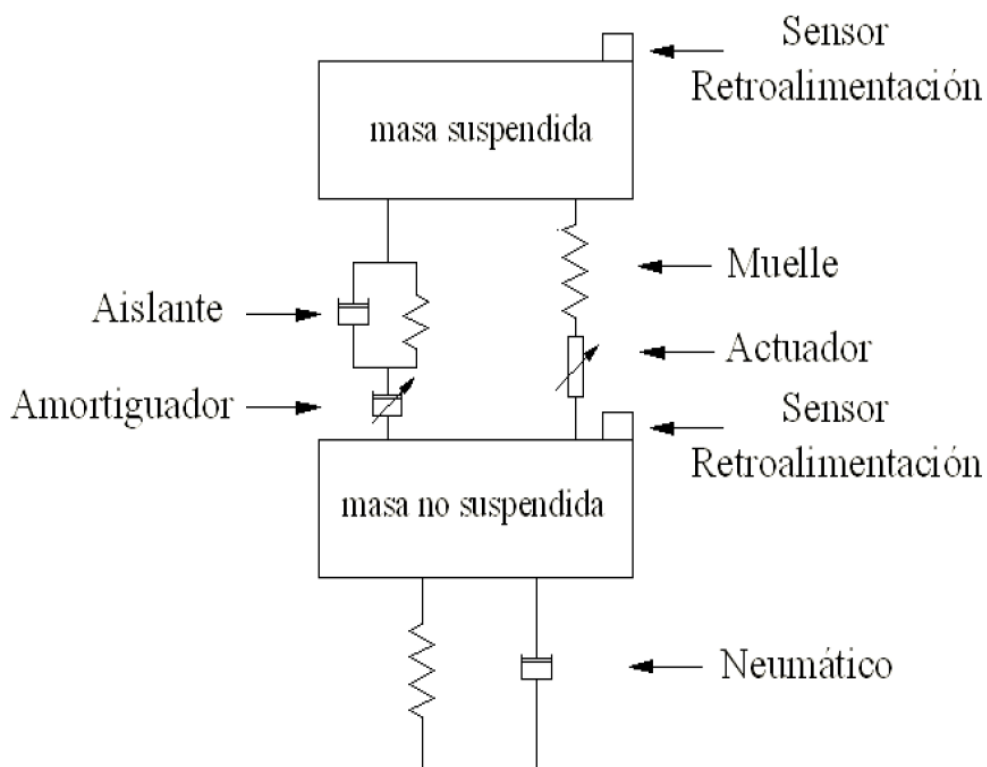 Sensor
Retroalimentación
masa suspendida
Muelle
Aislante
Actuador
Amortiguador
Sensor
Retroalimentación
masa no suspendida
Neumático